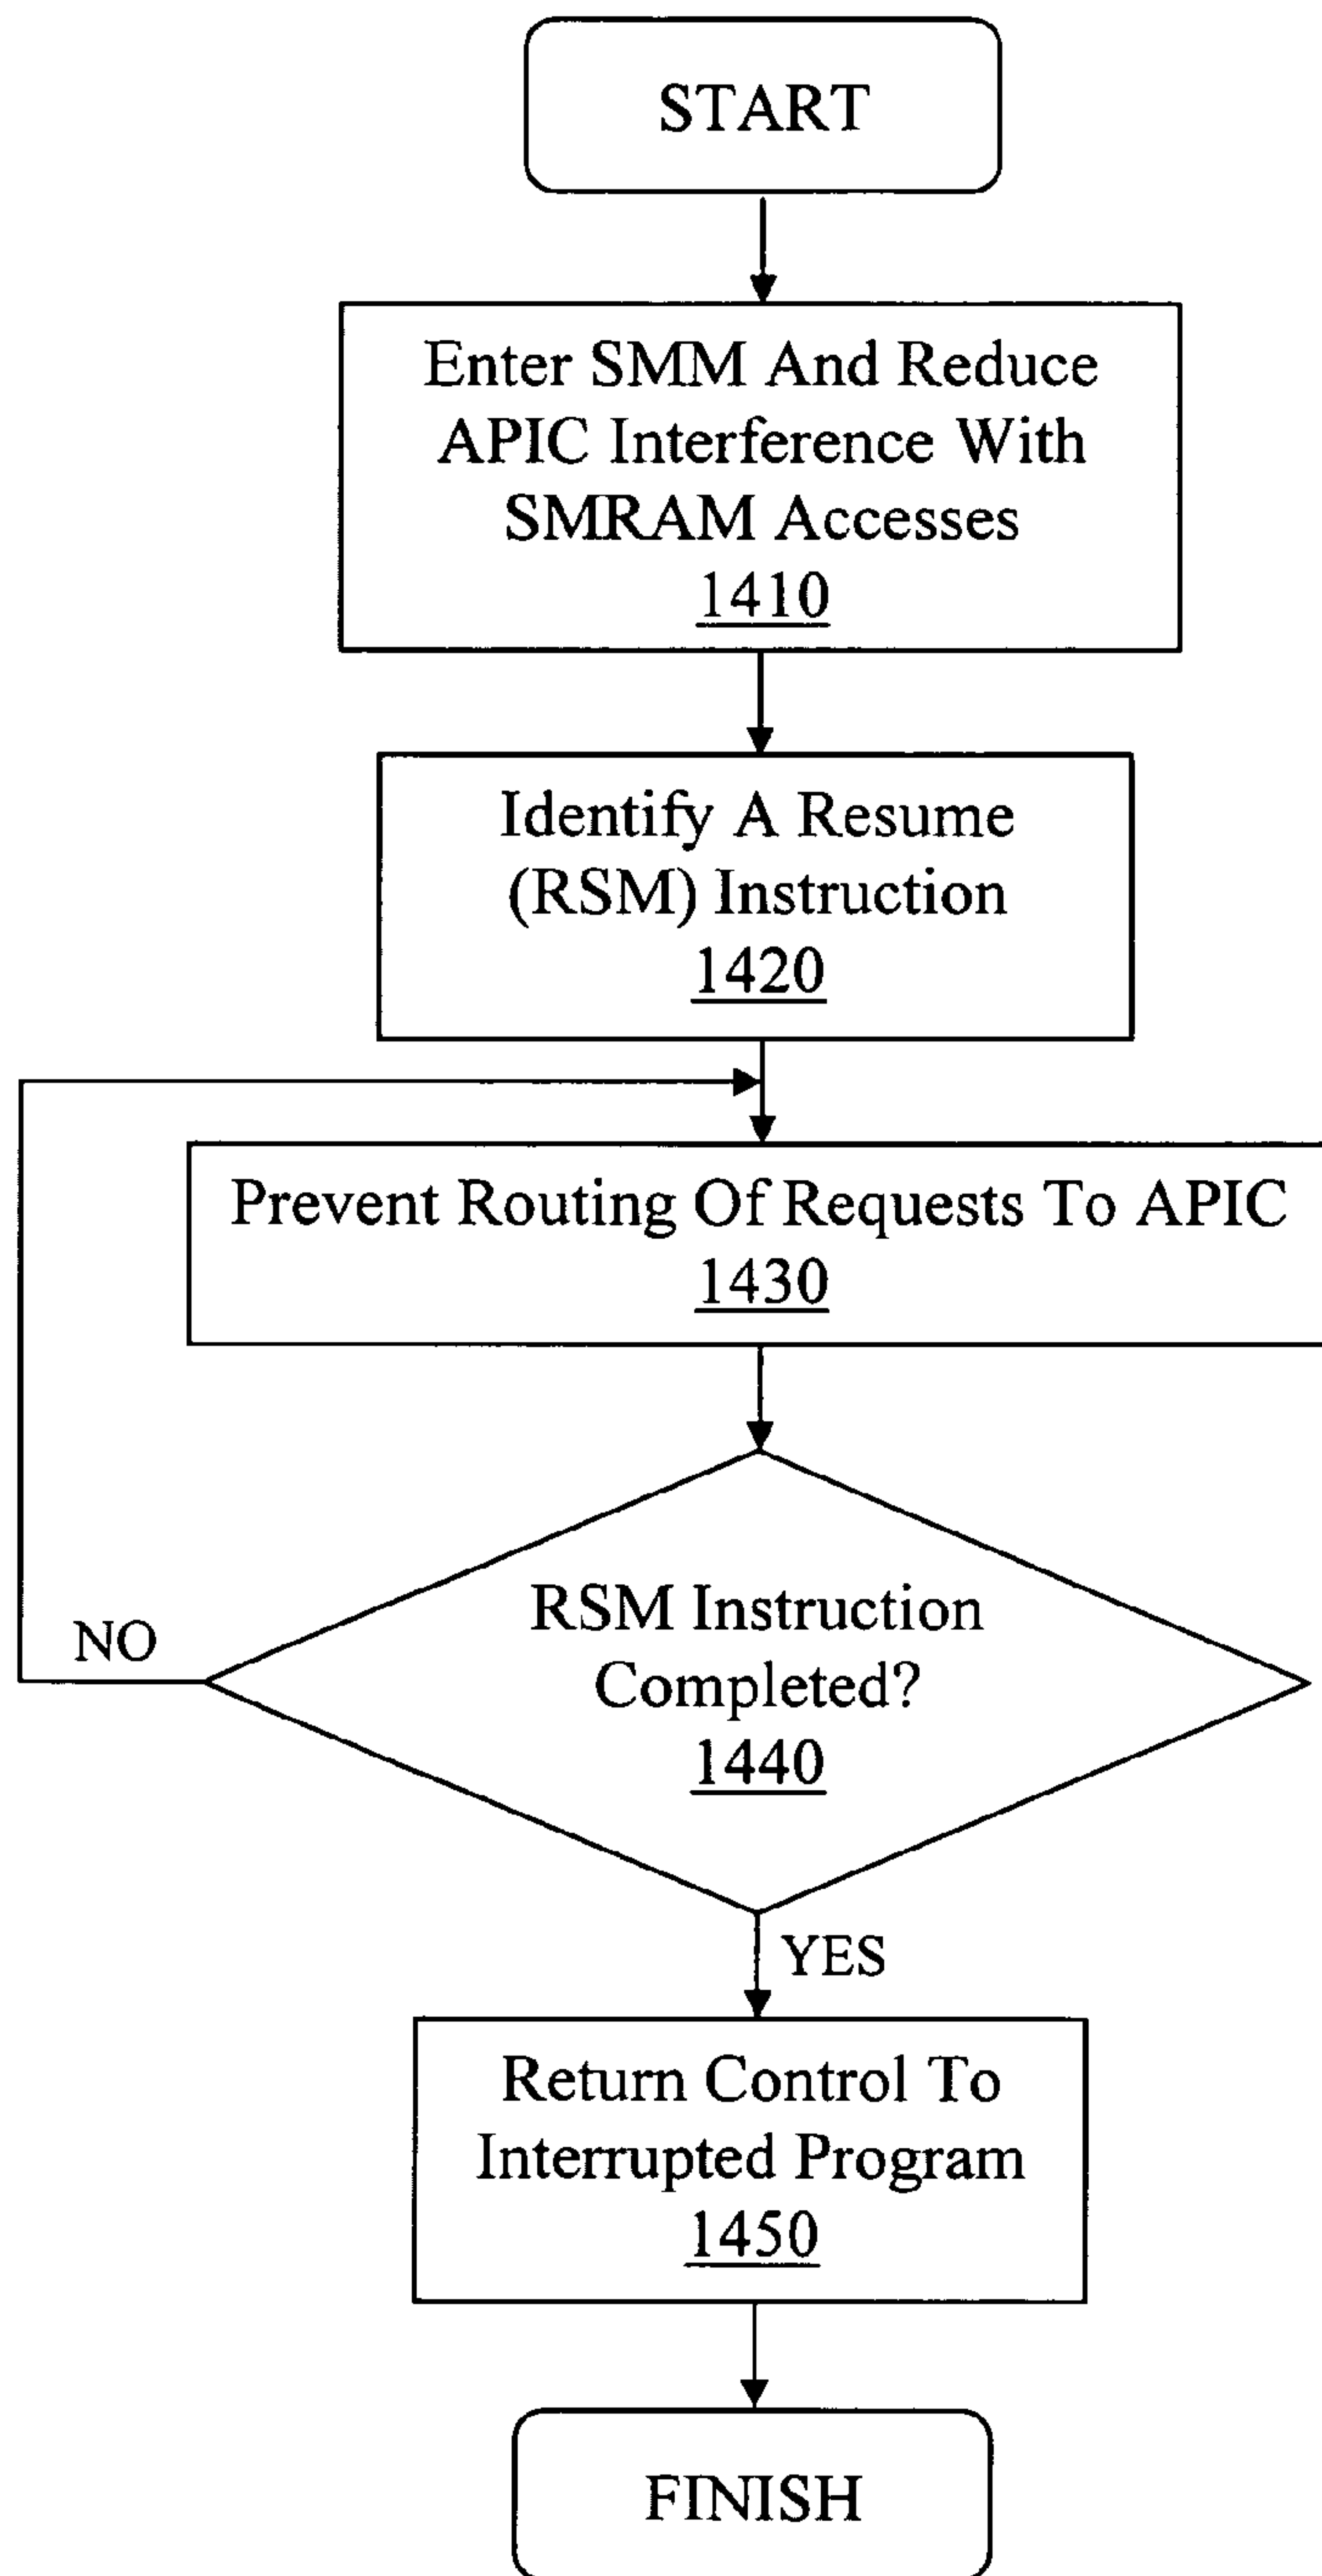 START
Enter SMM And Reduce
APIC Interference With
SMRAM Accesses
1410
Identify A Resume
(RSM) Instruction
1420
Prevent Routing Of Requests To APIC
1430
RSM Instruction
Completed?
1440
NO
YES
Return Control To
Interrupted Program
1450
FINISH